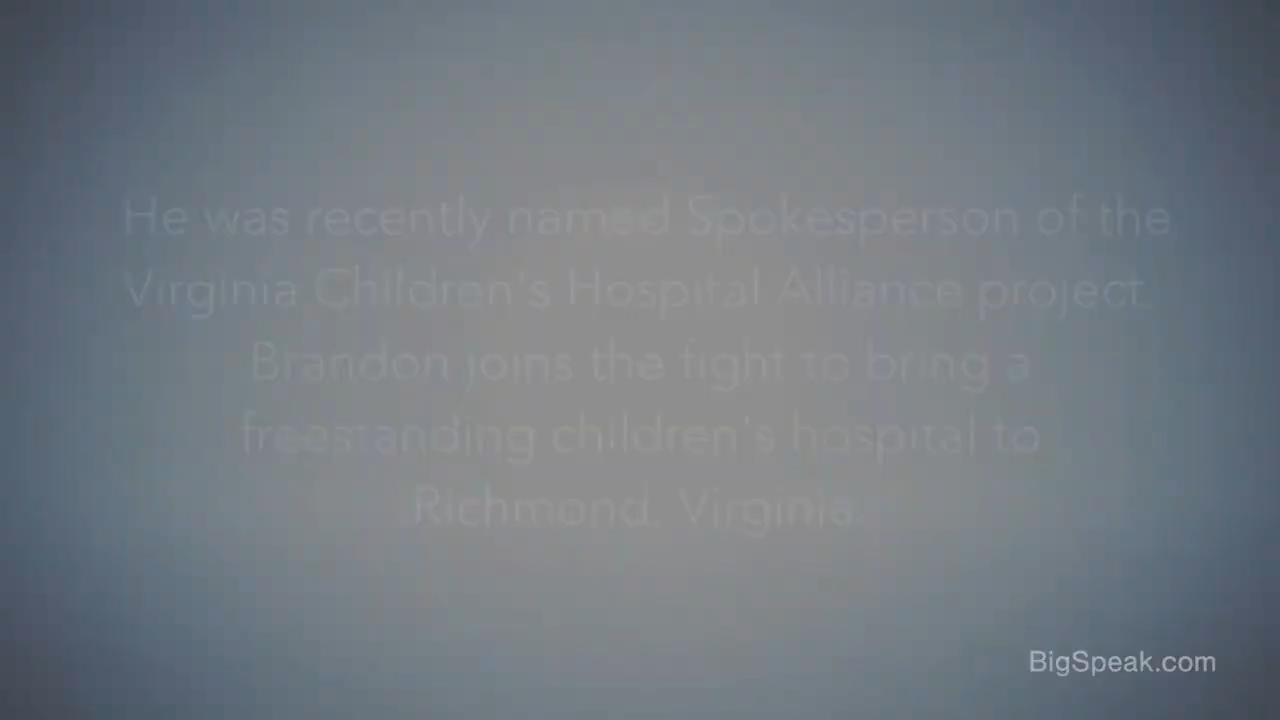 He was recently named Spokesperson of the
Virginia Children's Hospital Alliance project.
Brandon joins the fight to bring a
freestanding children's hospital to
Richmond, Virginia.
BigSpeak.com